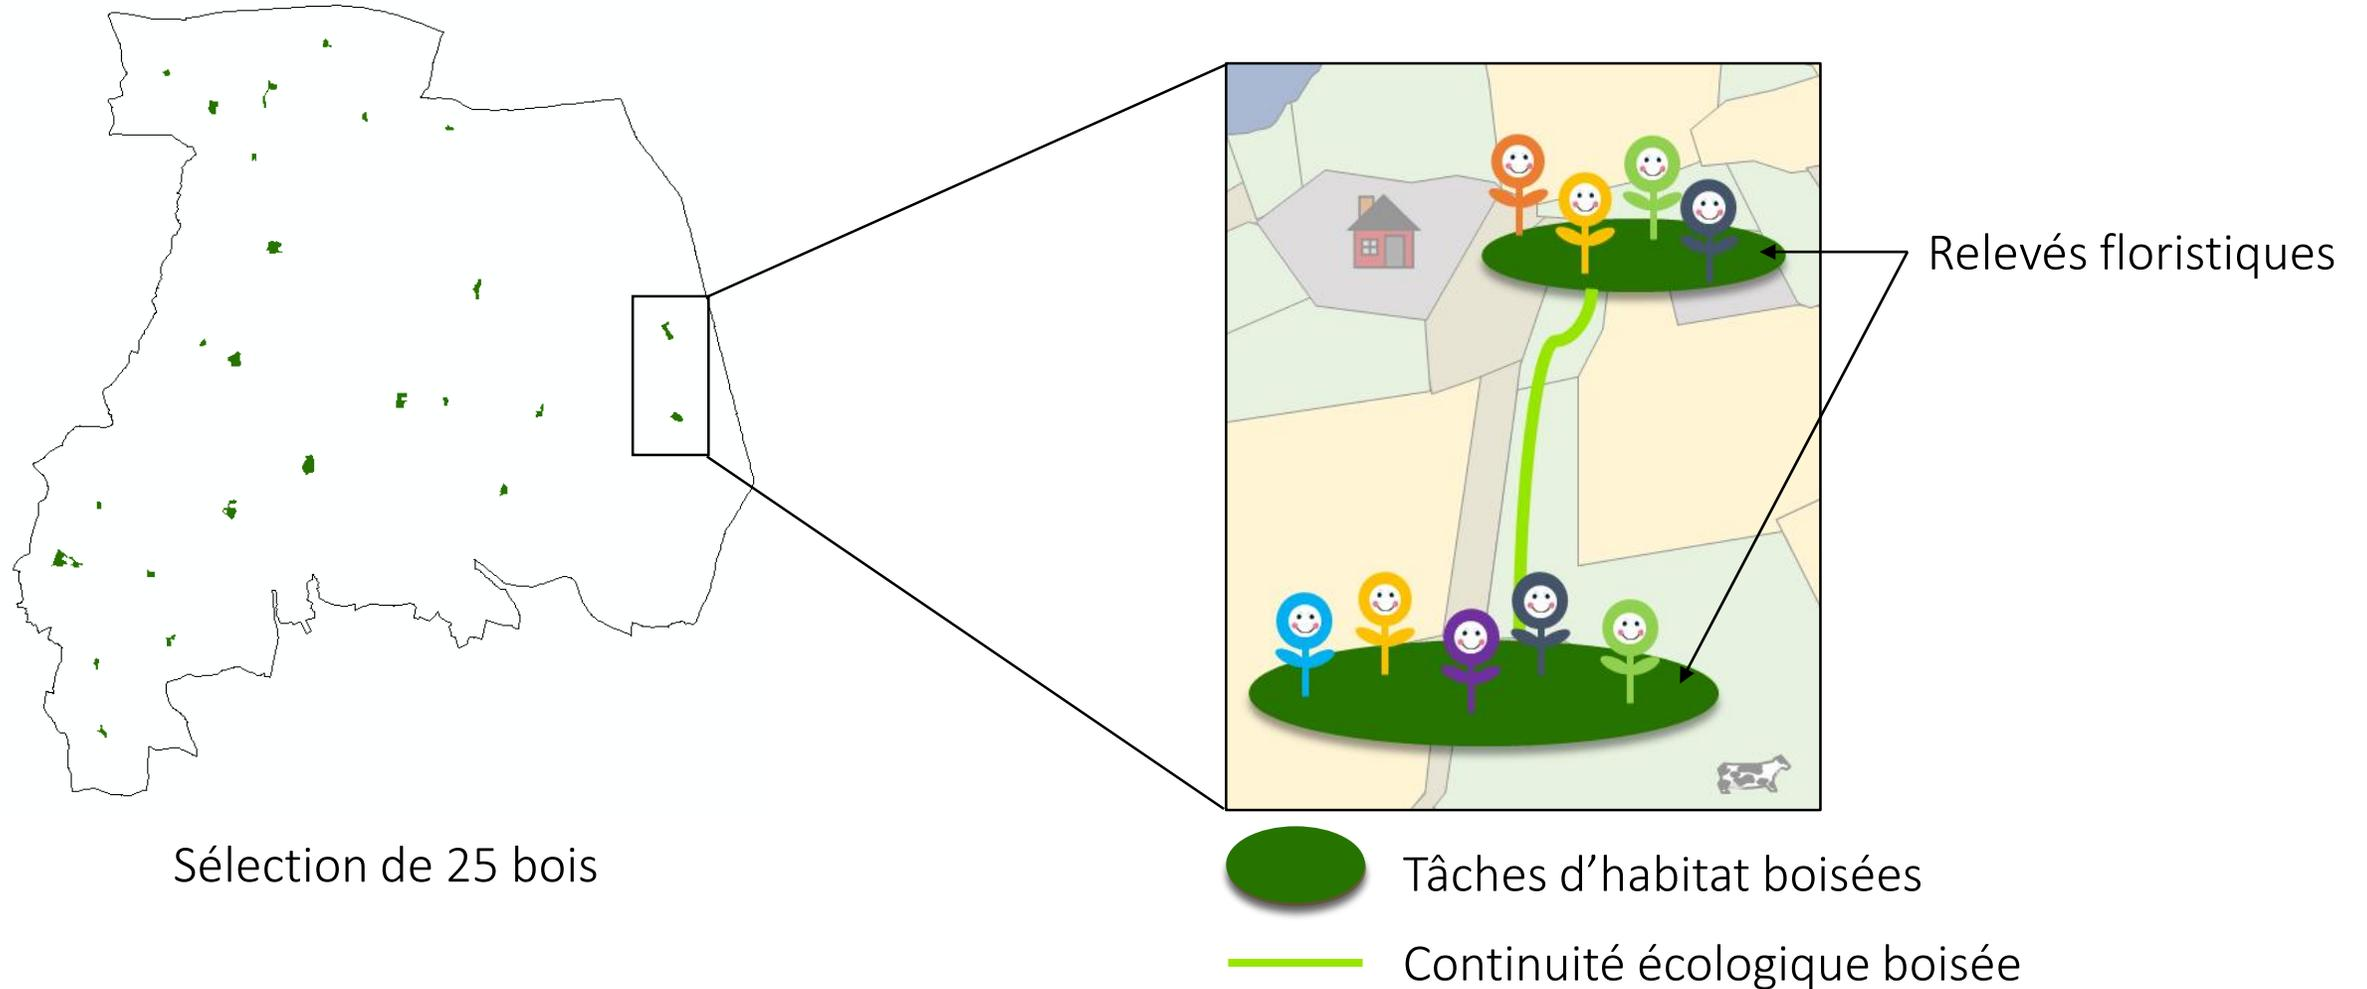 Relevés floristiques
Sélection de 25 bois
Tâches d’habitat boisées
Continuité écologique boisée